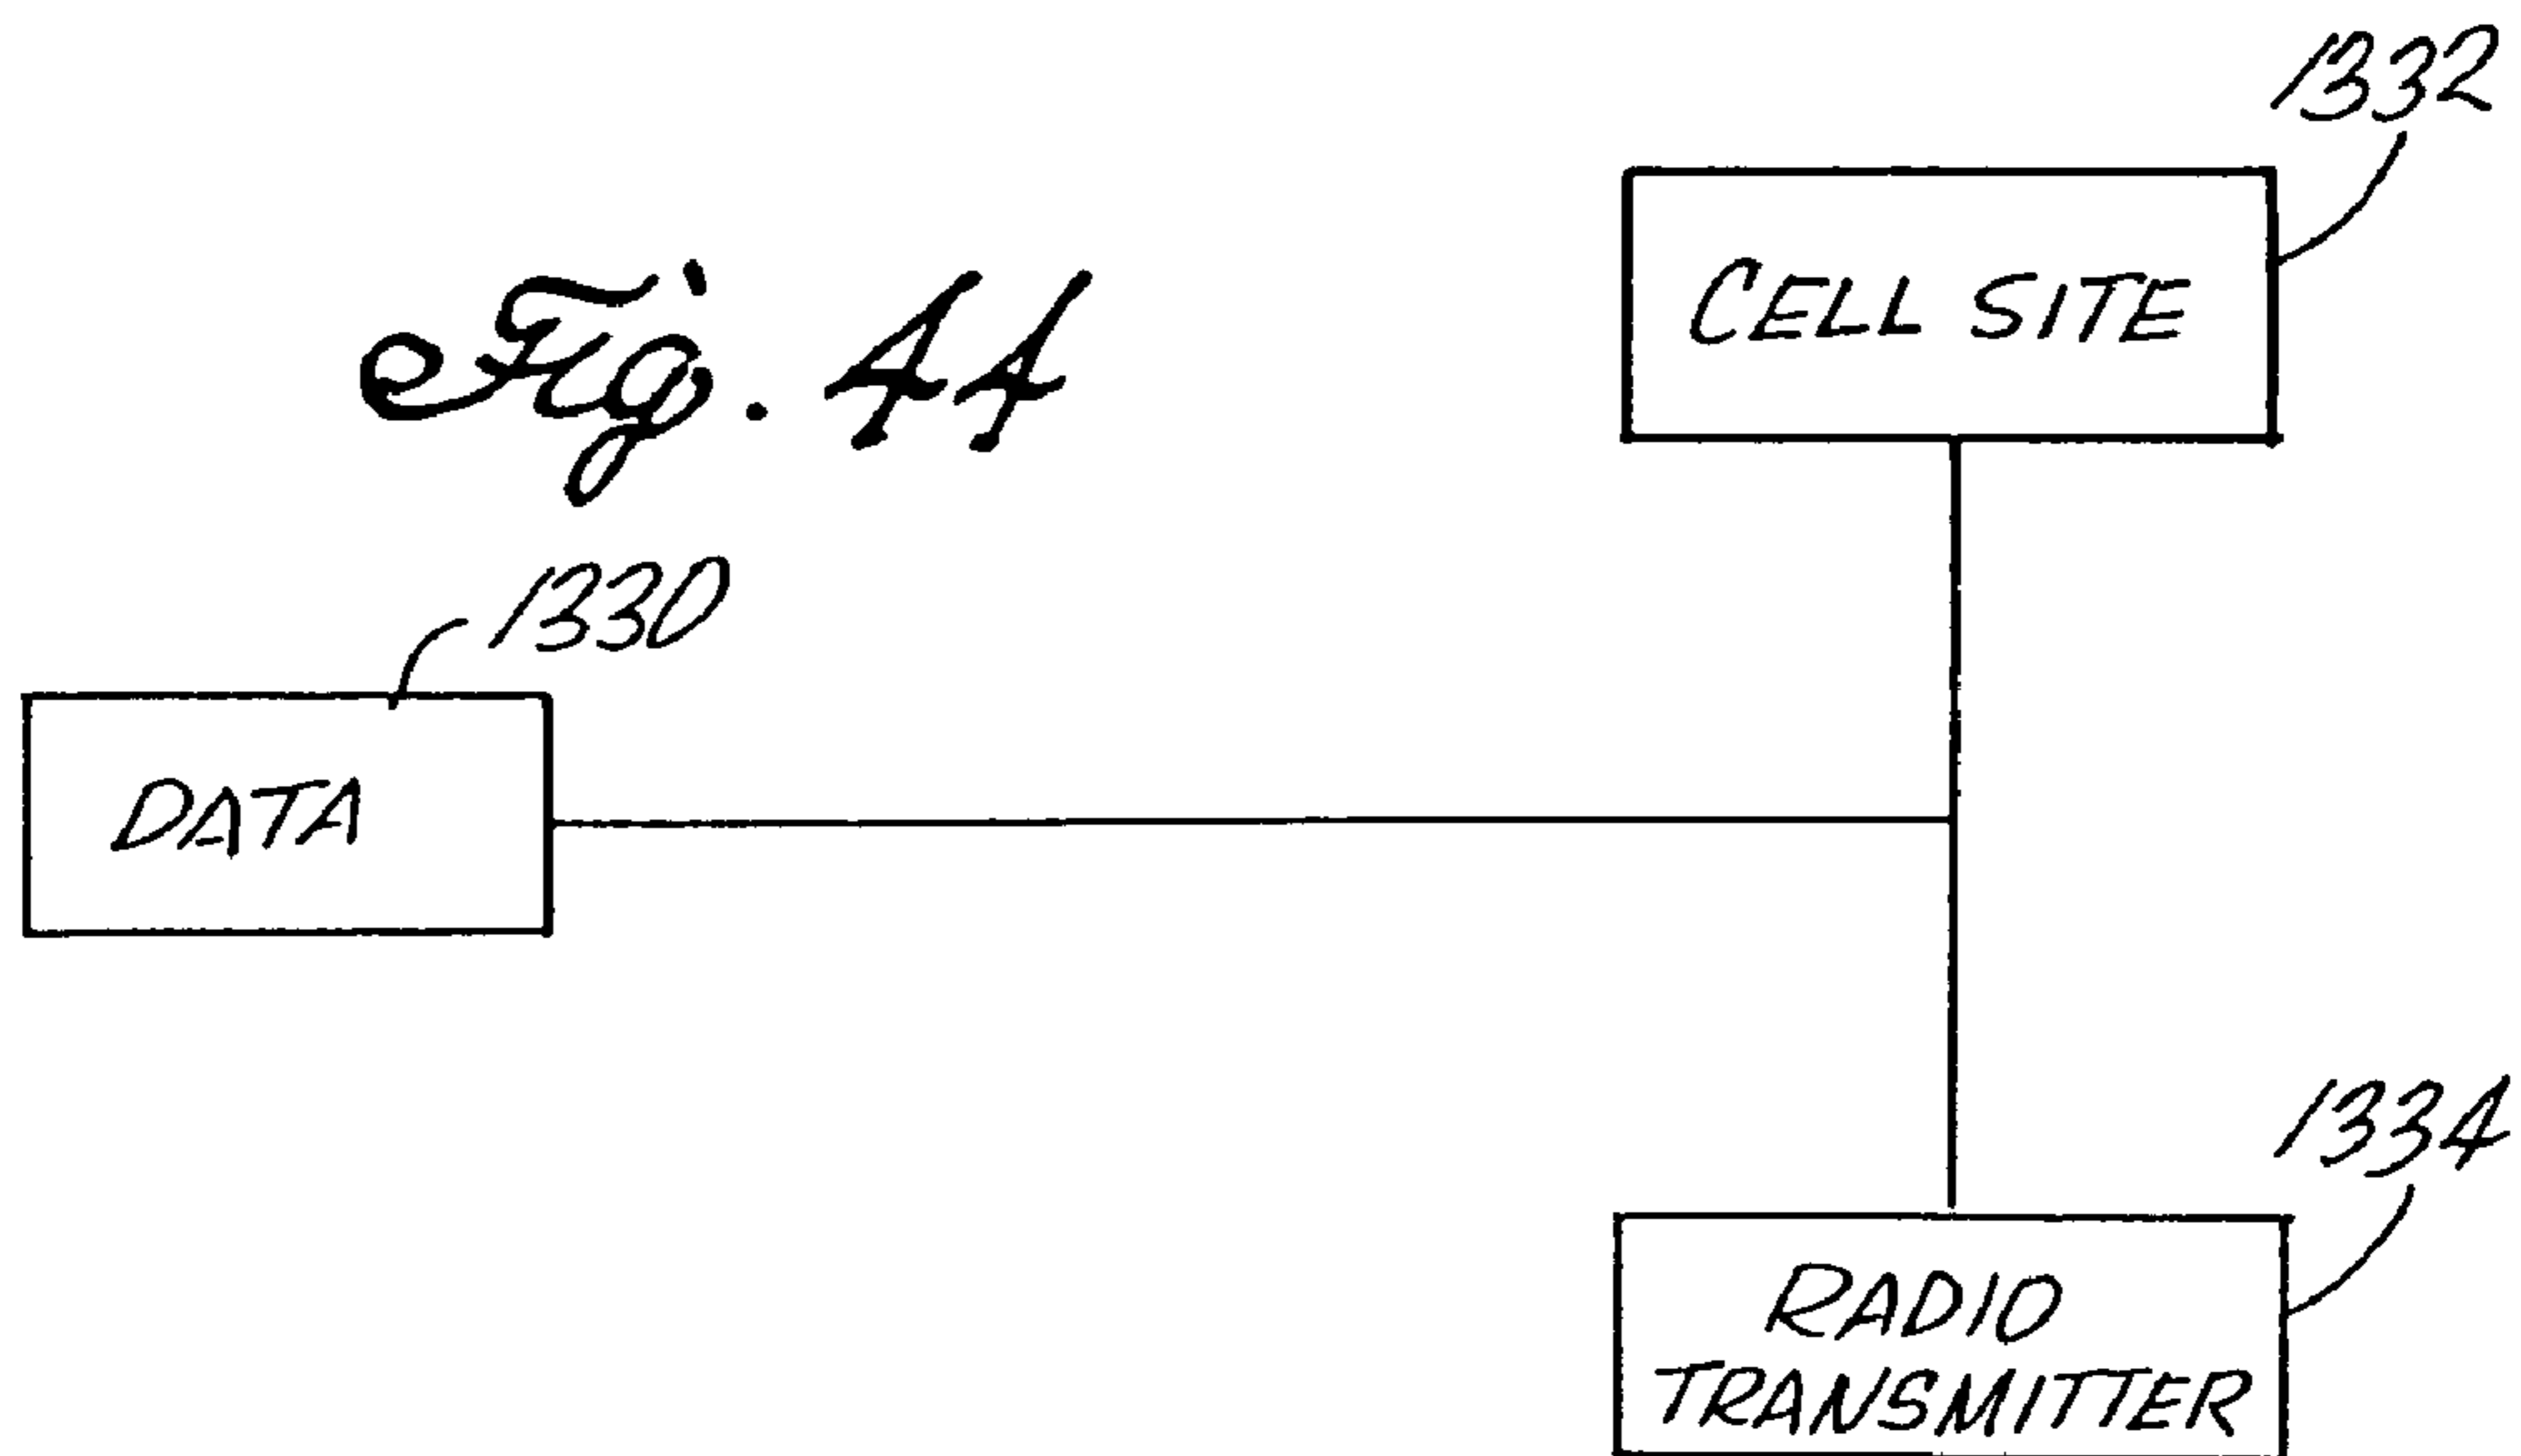 1332
CELL SITE
Fig. 44
1330
DATA
1334
RADIO
TRANSMITTER